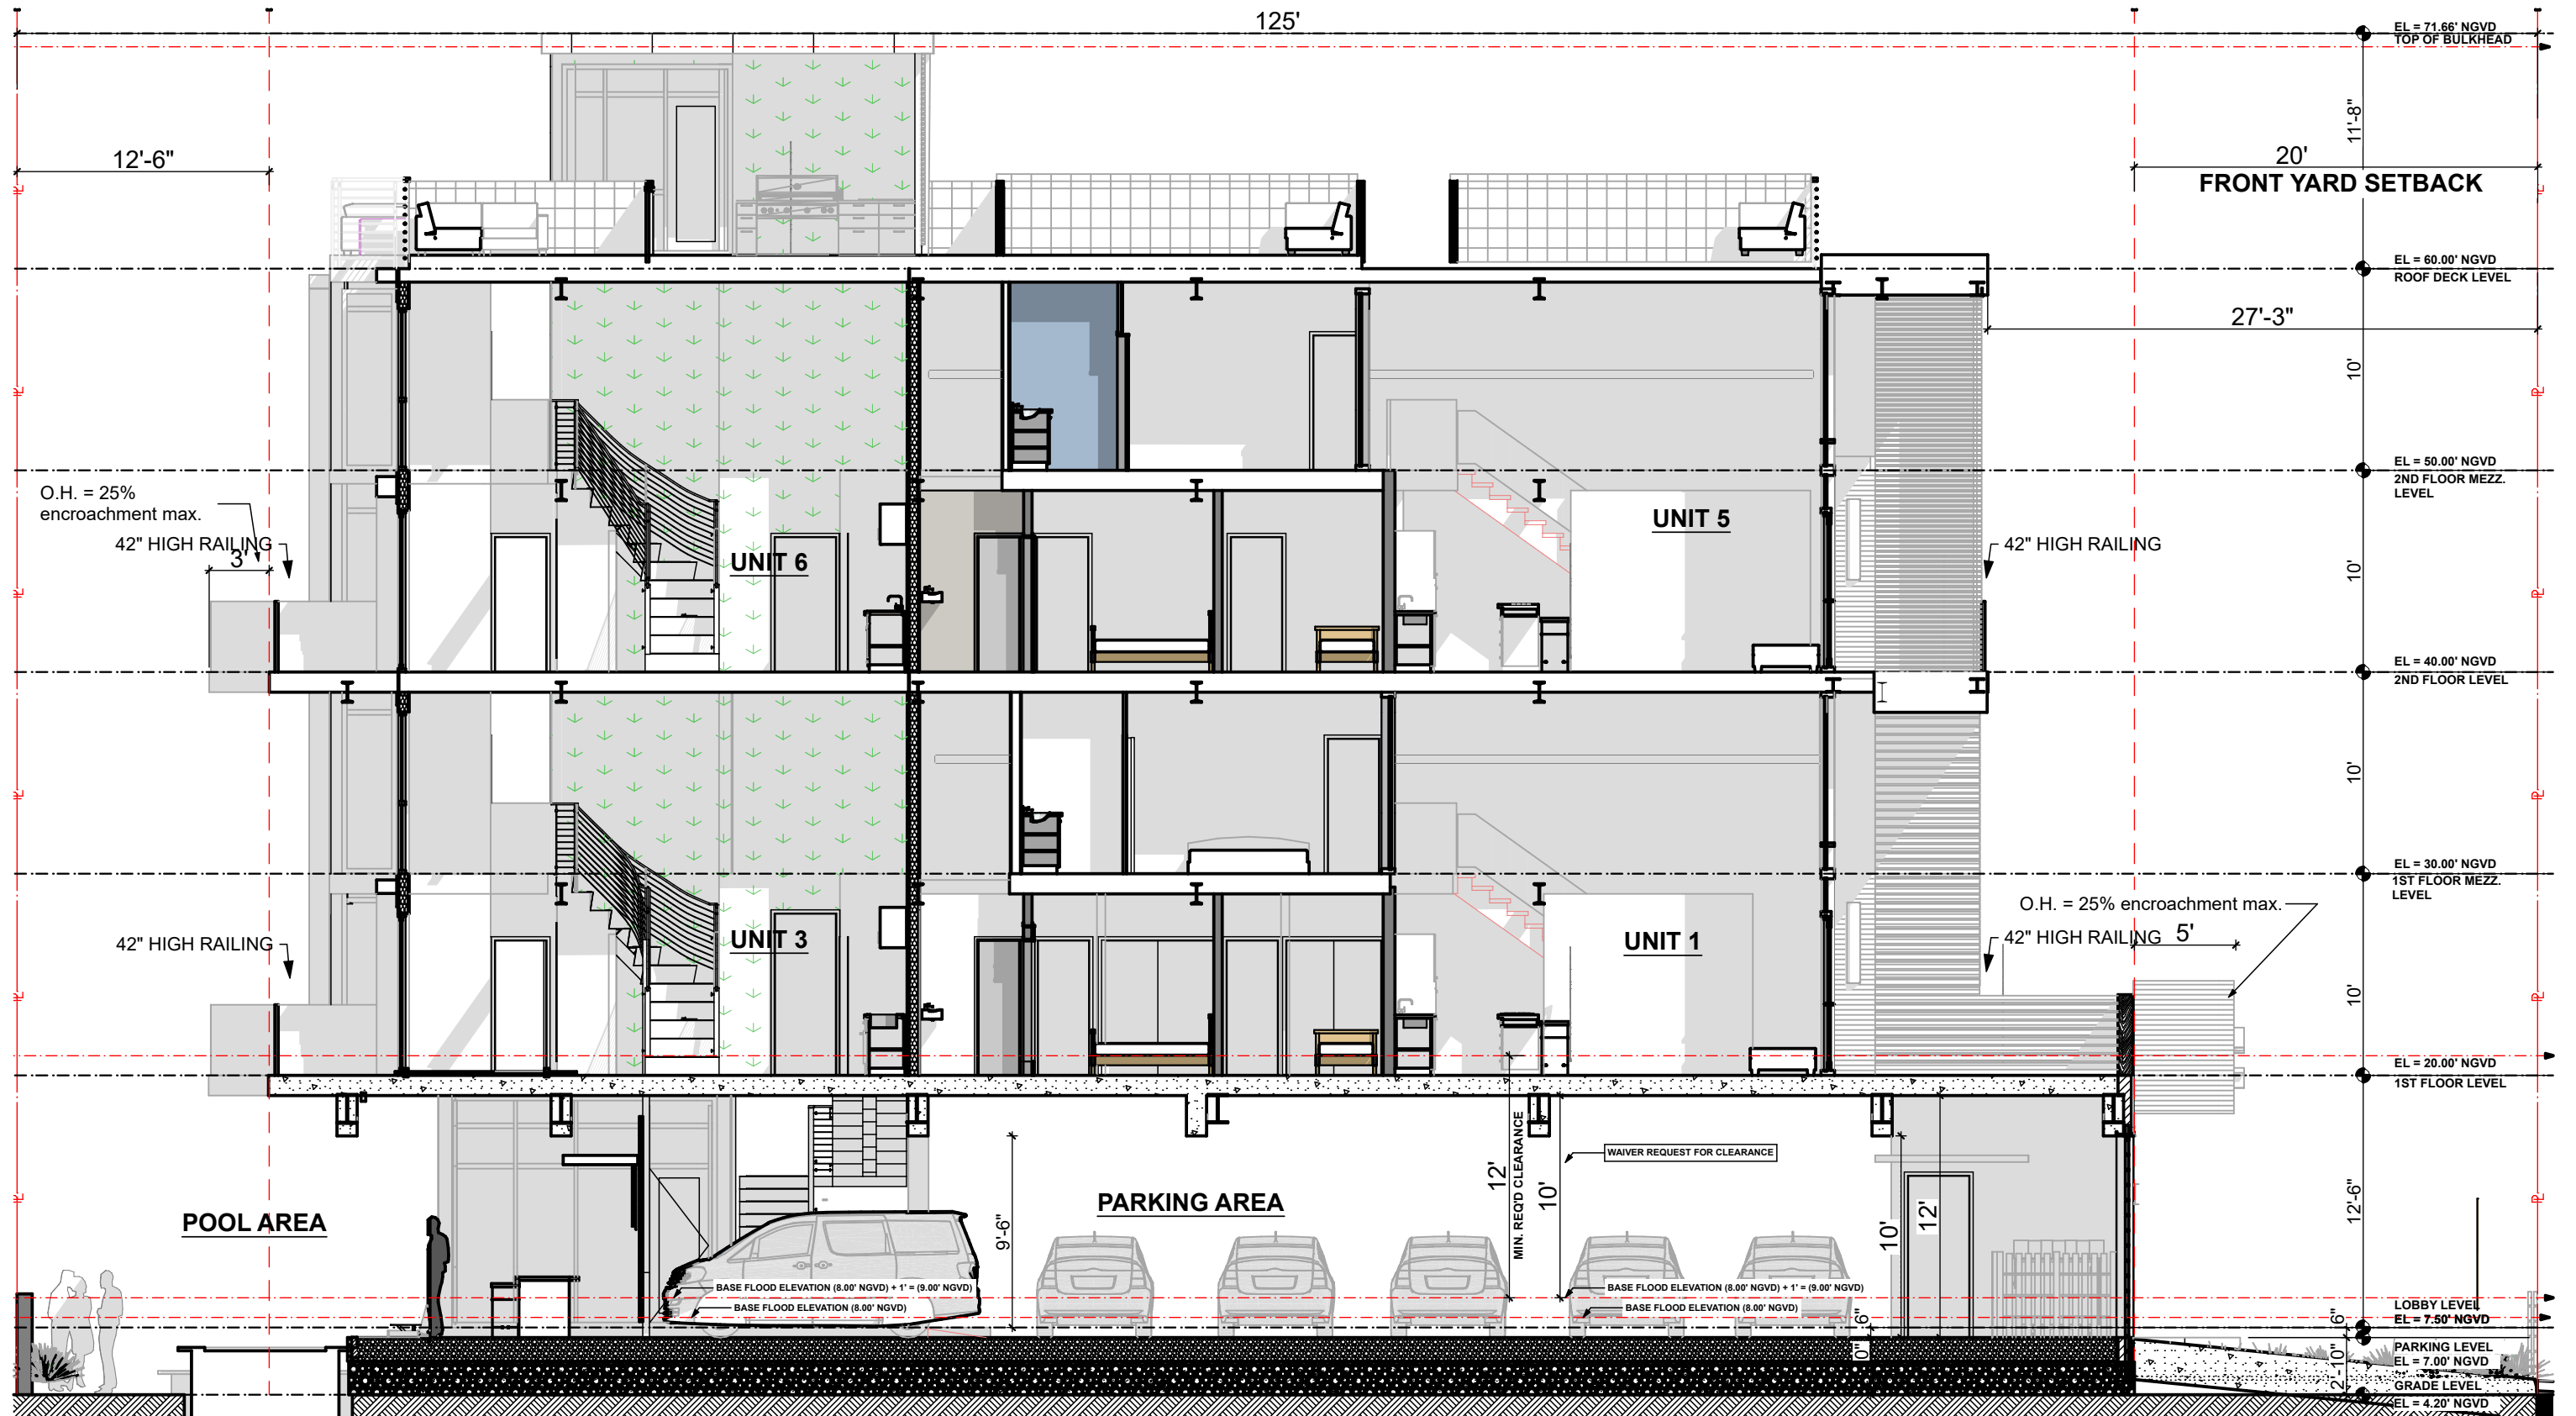 125'
EL = 71.66' NGVD
TOP OF BULKHEAD
11'-8"
12'-6"
20'
FRONT YARD SETBACK
EL = 60.00' NGVD
ROOF DECK LEVEL
27'-3"
10'
EL = 50.00' NGVD
2ND FLOOR MEZZ.
LEVEL
O.H. = 25%
encroachment max.
42" HIGH RAILING
3'
UNIT 6
UNIT 5
42" HIGH RAILING
10'
EL = 40.00' NGVD
2ND FLOOR LEVEL
10'
EL = 30.00' NGVD
1ST FLOOR MEZZ.
LEVEL
O.H. = 25% encroachment max.
42" HIGH RAILING
UNIT 3
UNIT 1
42" HIGH RAILING
5'
10'
EL = 20.00' NGVD
1ST FLOOR LEVEL
MIN. REQ'D CLEARANCE
12'
10'
WAIVER REQUEST FOR CLEARANCE
POOL AREA
PARKING AREA
9'-6"
10'
12'
12'-6"
BASE FLOOD ELEVATION (8.00' NGVD) + 1' = (9.00' NGVD)
BASE FLOOD ELEVATION (8.00' NGVD)
BASE FLOOD ELEVATION (8.00' NGVD) + 1' = (9.00' NGVD)
BASE FLOOD ELEVATION (8.00' NGVD)
6"
0"
6"
2'-10"
LOBBY LEVEL
EL = 7.50' NGVD
PARKING LEVEL
EL = 7.00' NGVD
GRADE LEVEL
EL = 4.20' NGVD